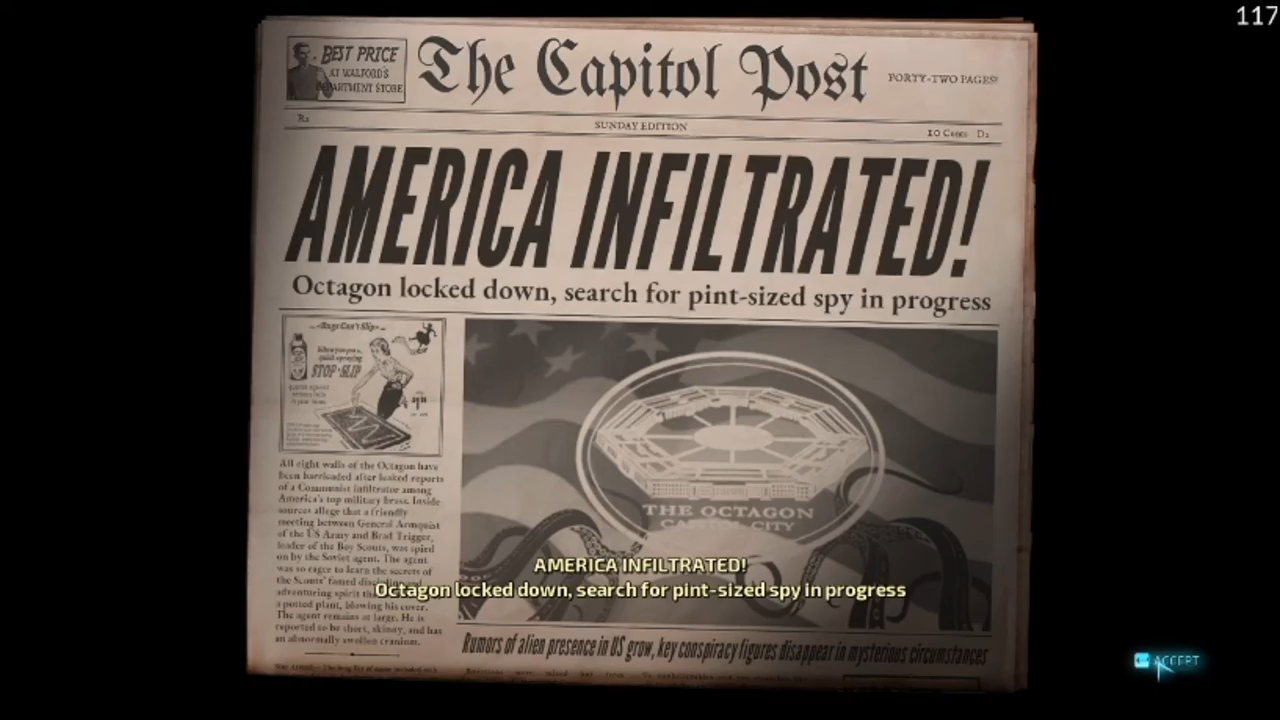 117
BEST PRICE
AT WALFORD'S
DEPARTMENT STORE
The Capitol Post
FORTY-TWO PAGES!
R2
SUNDAY EDITION
10 Cents D2
AMERICA INFILTRATED!
Octagon locked down, search for pint-sized spy in progress
Rugs Can't Slip
STOP-SLIP
All eight walls of the Octagon have
been barricaded after leaked reports
of a Communist infiltrator among
America's top military brass. Inside
sources allege that a friendly
meeting between General Armquist
of the US Army and Brad Trigger,
leader of the Boy Scouts, was spied
on by the Soviet agent. The agent
was so eager to learn the secrets of
the Scouts' famed discipline and
adventuring spirit
a potted plant, blowing his cover.
The agent remains at large. He is
reported to be short, skinny, and has
an abnormally swollen cranium.
THE OCTAGON
CAPITOL CITY
AMERICA INFILTRATED!
Octagon locked down, search for pint-sized spy in progress
Rumors of alien presence in US grow, key conspiracy figures disappear in mysterious circumstances
ACCEPT